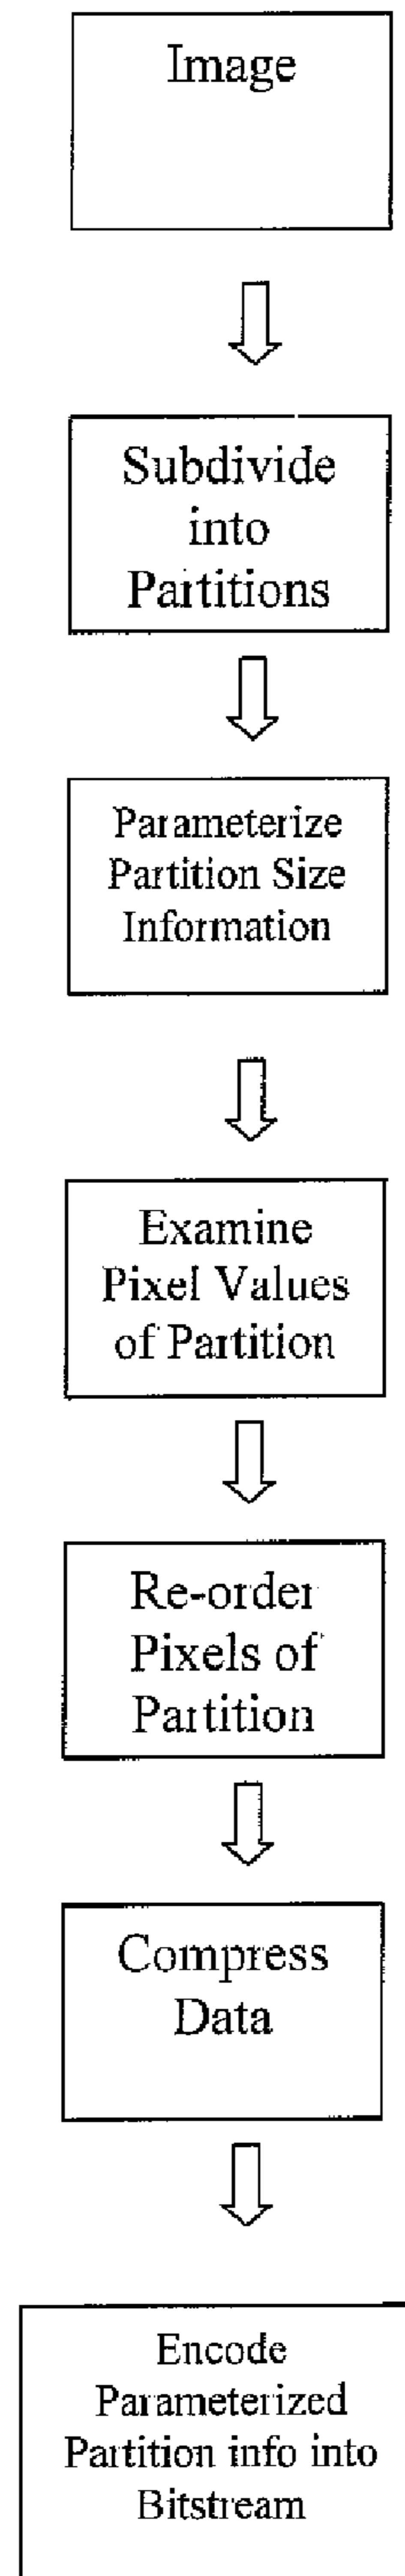 Image
Subdivide
into
Partitions
Parameterize
Partition Size
Information
Examine
Pixel Values
of Partition
Re-order
Pixels of
Partition
Compress
Data
Encode
Parameterized
Partition info into
Bitstream